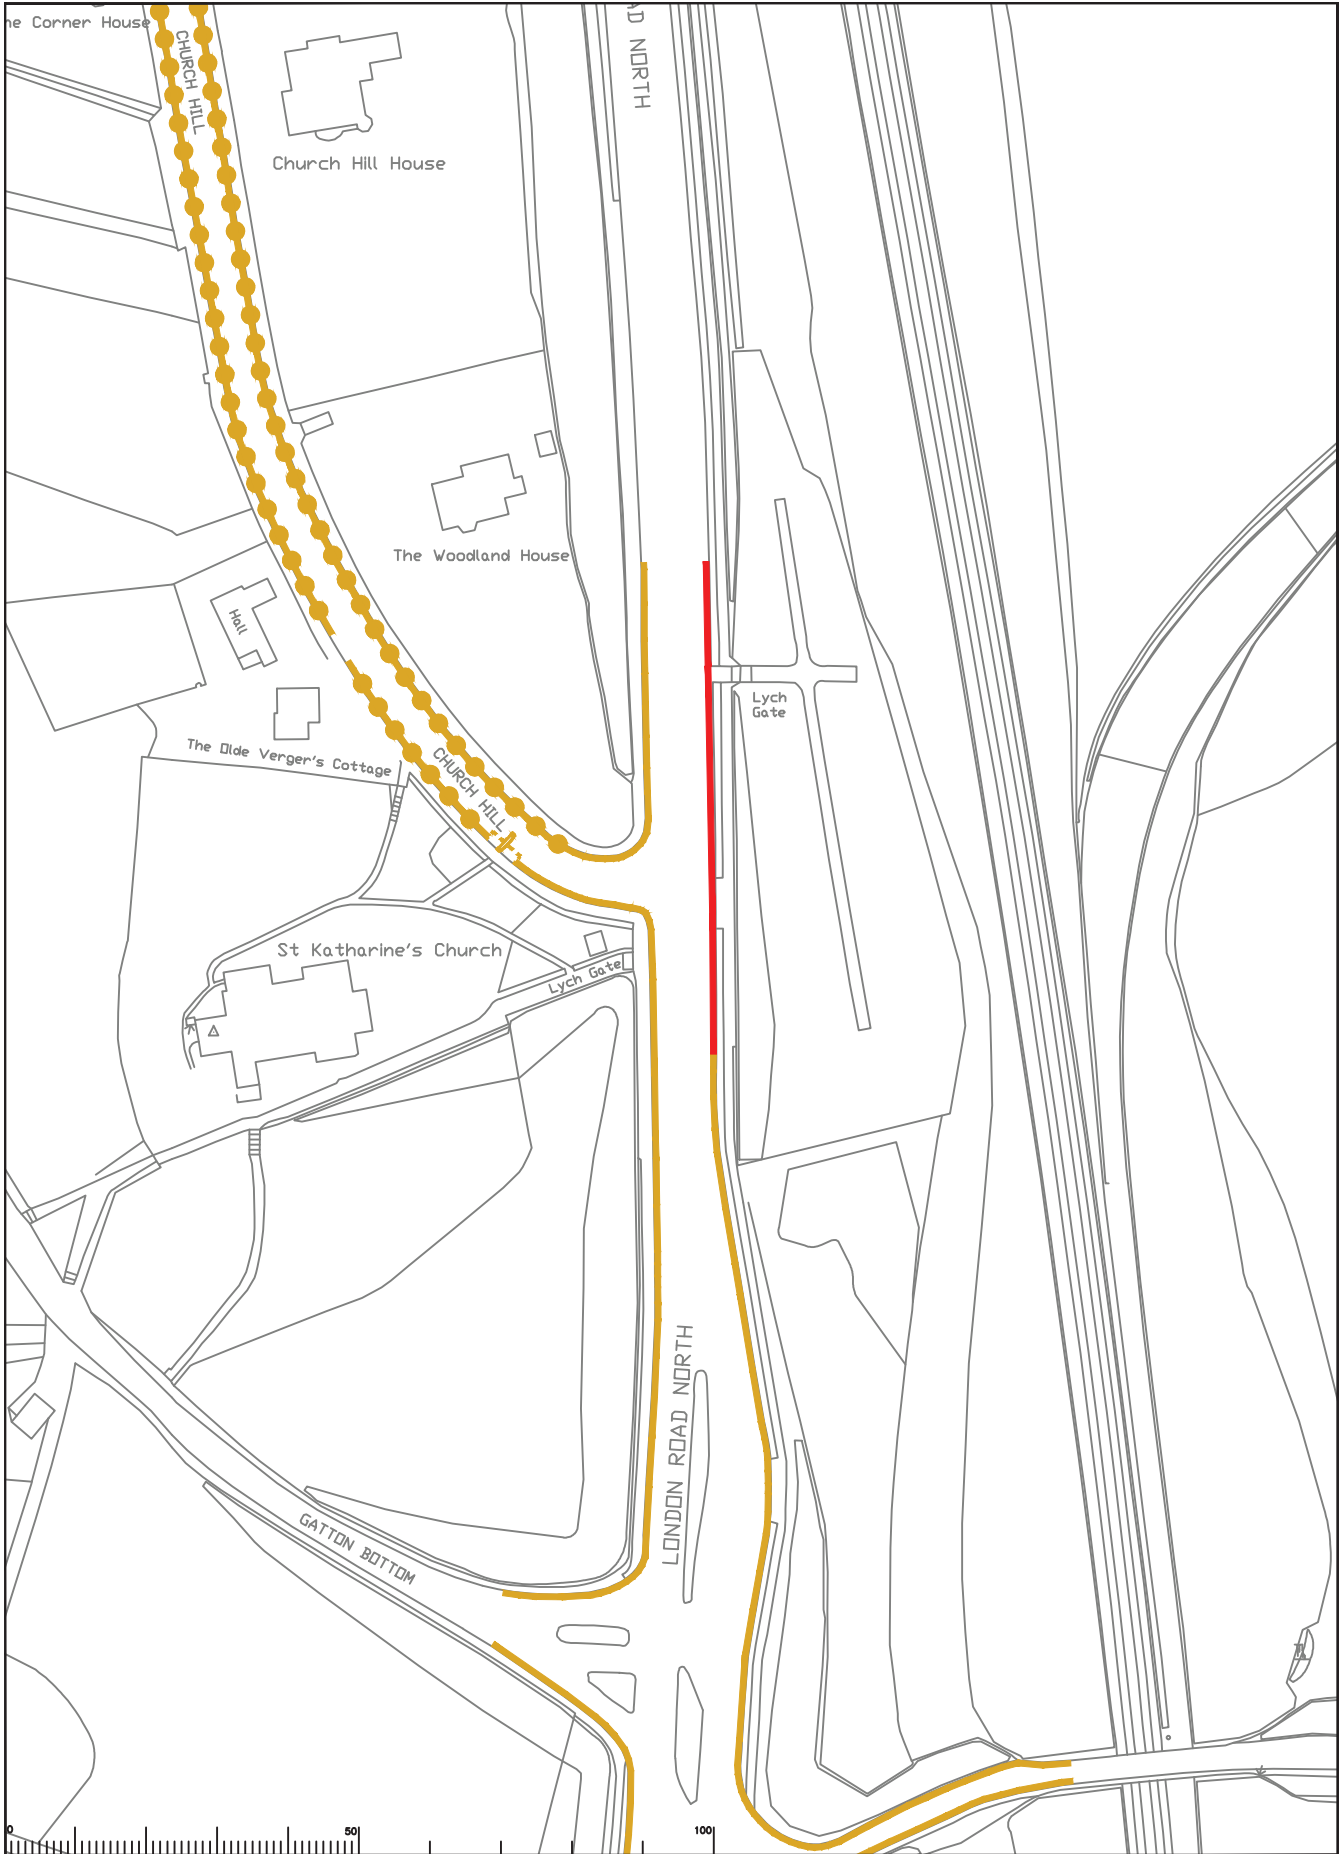 he Corner House
CHURCH HILL
AD NORTH
Church Hill House
The Woodland House
Hall
Lych
Gate
The Olde Verger's Cottage
CHURCH HILL
St Katharine's Church
Lych Gate
LONDON ROAD NORTH
GATTON BOTTOM
0
50
100